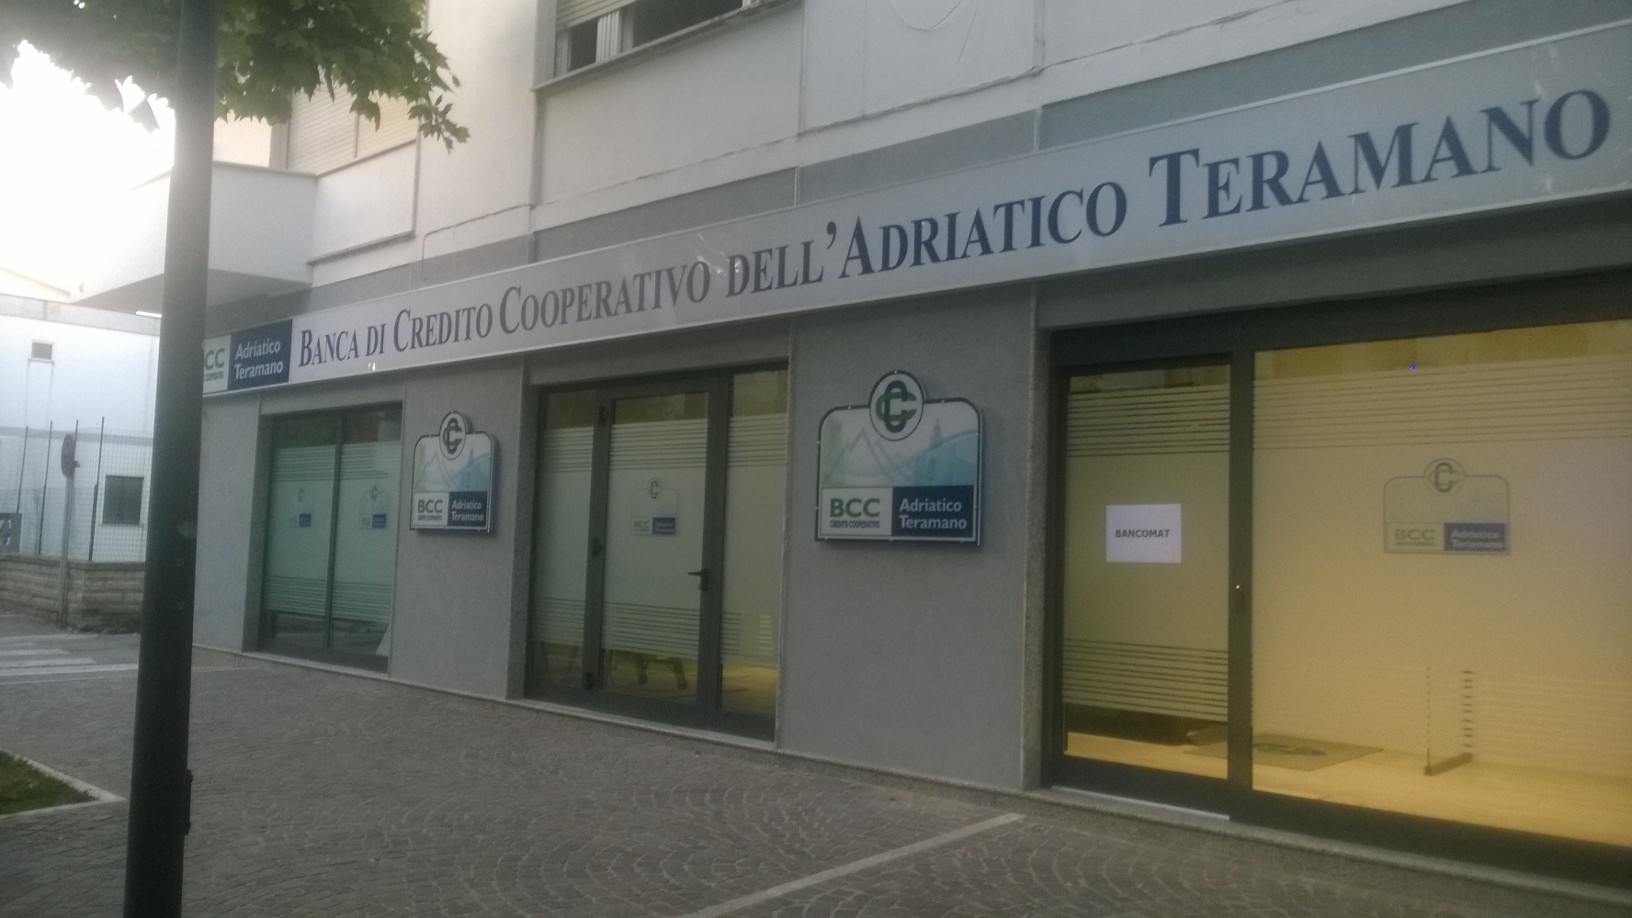 CC Adriatico Teramano BANCA DI CREDITO COOPERATIVO DELL'ADRIATICO TERAMANO
BCC
CREDITO COOPERATIVO
Adriatico
Teramano
BCC
CREDITO COOPERATIVO
Adriatico
Teramano
BANCOMAT
BCC
Adriatico
Teramano